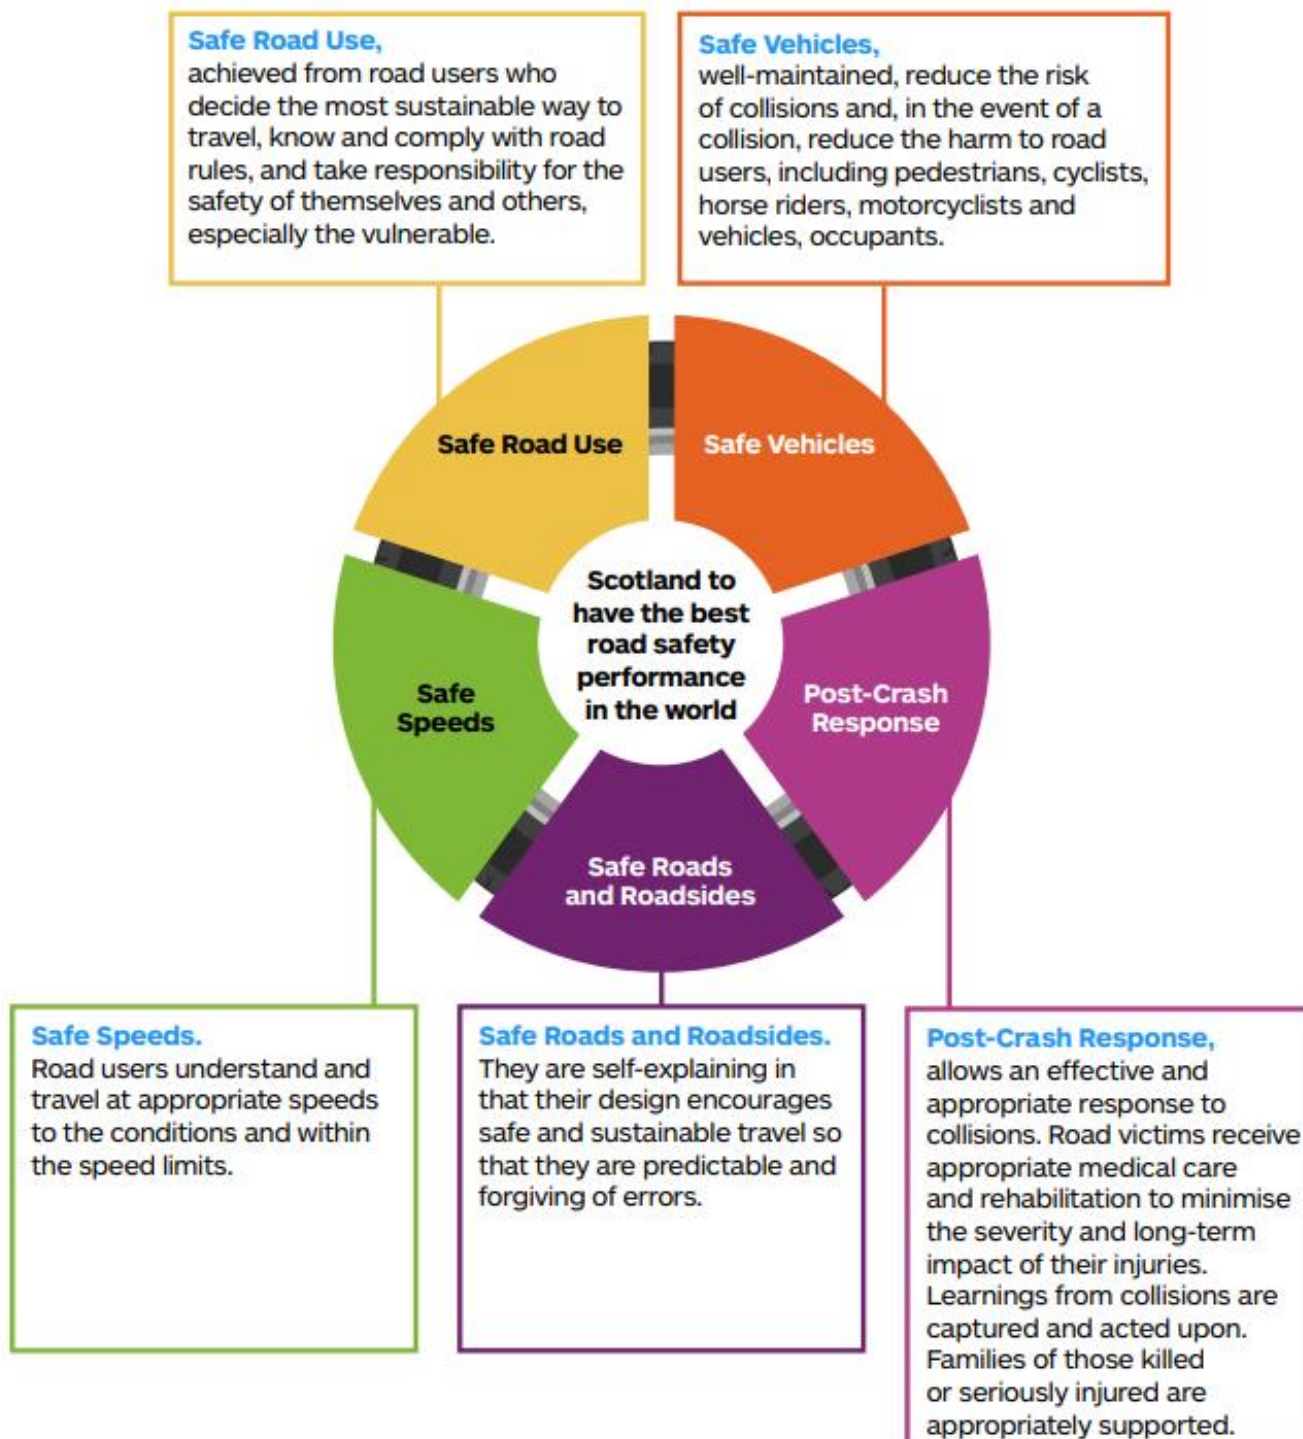 Safe Road Use,
achieved from road users who
decide the most sustainable way to
travel, know and comply with road
rules, and take responsibility for the
safety of themselves and others,
especially the vulnerable.
Safe Vehicles,
well-maintained, reduce the risk
of collisions and, in the event of a
collision, reduce the harm to road
users, including pedestrians, cyclists,
horse riders, motorcyclists and
vehicles, occupants.
Safe Road Use
Safe Vehicles
Scotland to
have the best
road safety
performance
in the world
Safe
Speeds
Post-Crash
Response
Safe Roads
and Roadsides
Safe Speeds.
Road users understand and
travel at appropriate speeds
to the conditions and within
the speed limits.
Safe Roads and Roadsides.
They are self-explaining in
that their design encourages
safe and sustainable travel so
that they are predictable and
forgiving of errors.
Post-Crash Response,
allows an effective and
appropriate response to
collisions. Road victims receive
appropriate medical care
and rehabilitation to minimise
the severity and long-term
impact of their injuries.
Learnings from collisions are
captured and acted upon.
Families of those killed
or seriously injured are
appropriately supported.